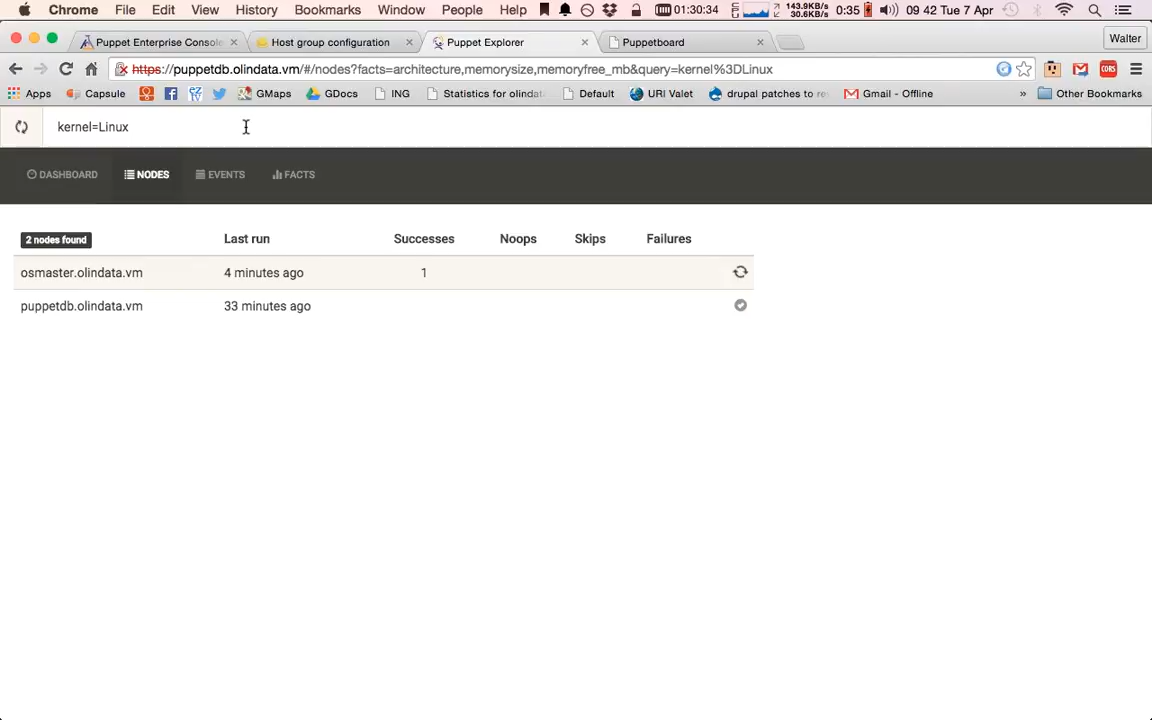 Chrome File Edit View History Bookmarks Window People Help 01:30:34 143.9KB/s 30.6KB/s 0:35 09 42 Tue 7 Apr
Puppet Enterprise Console Host group configuration Puppet Explorer Puppetboard Walter
https://puppetdb.olindata.vm/#/nodes?facts=architecture,memorysize,memoryfree_mb&query=kernel%3DLinux CORS
Apps Capsule GMaps GDocs ING Statistics for olindat Default URI Valet drupal patches to re Gmail - Offline » Other Bookmarks
kernel=Linux
DASHBOARD NODES EVENTS FACTS
2 nodes found Last run Successes Noops Skips Failures
osmaster.olindata.vm 4 minutes ago 1
puppetdb.olindata.vm 33 minutes ago